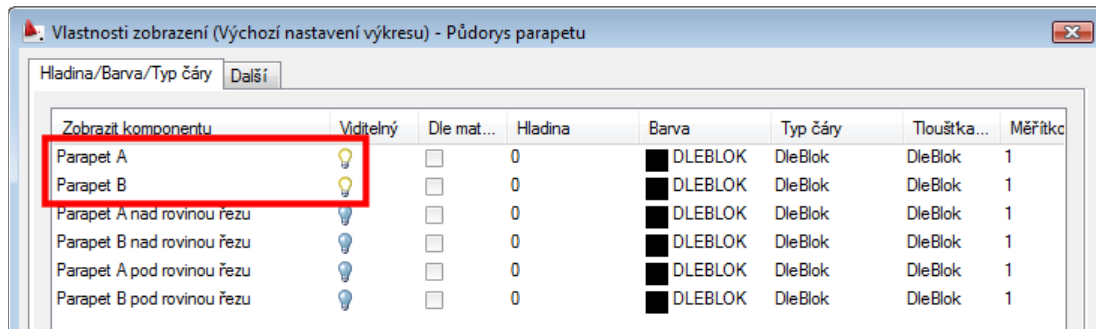 Vlastnosti zobrazení (Výchozí nastavení výkresu) - Půdorys parapetu
Hladina/Barva/Typ čáry Další
Zobrazit komponentu Viditelný Dle mat... Hladina Barva Typ čáry Tloušťka... Měřítko
Parapet A 0 DLEBLOK DleBlok DleBlok 1
Parapet B 0 DLEBLOK DleBlok DleBlok 1
Parapet A nad rovinou řezu 0 DLEBLOK DleBlok DleBlok 1
Parapet B nad rovinou řezu 0 DLEBLOK DleBlok DleBlok 1
Parapet A pod rovinou řezu 0 DLEBLOK DleBlok DleBlok 1
Parapet B pod rovinou řezu 0 DLEBLOK DleBlok DleBlok 1